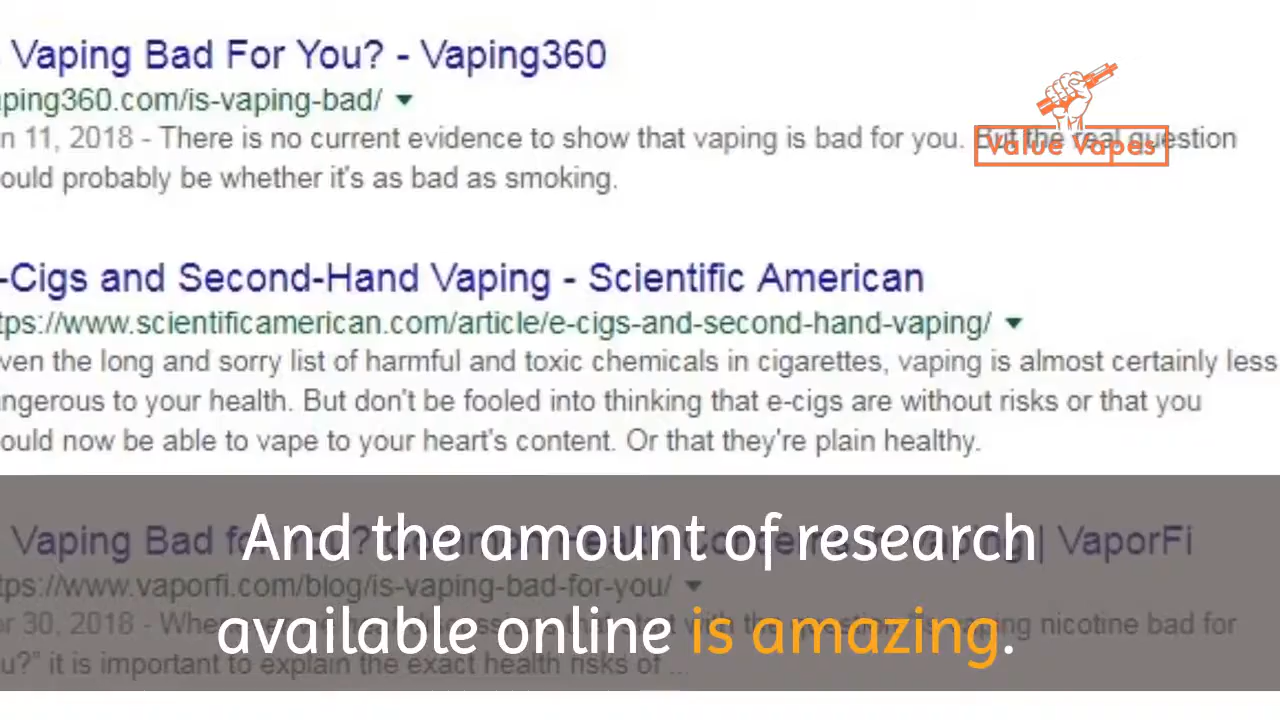 Vaping Bad For You? - Vaping360
ping360.com/is-vaping-bad/
n 11, 2018 - There is no current evidence to show that vaping is bad for you. But the real question
ould probably be whether it's as bad as smoking.
Value Vapes
-Cigs and Second-Hand Vaping - Scientific American
tps://www.scientificamerican.com/article/e-cigs-and-second-hand-vaping/
ven the long and sorry list of harmful and toxic chemicals in cigarettes, vaping is almost certainly less
ngerous to your health. But don't be fooled into thinking that e-cigs are without risks or that you
ould now be able to vape to your heart's content. Or that they're plain healthy.
And the amount of research
available online is amazing.
Vaping Bad | VaporFi
tps://www.vaporfi.com/blog/is-vaping-bad-for-you/
r 30, 2018 - nicotine bad for
u?" it is important to explain the exact health risks of ...